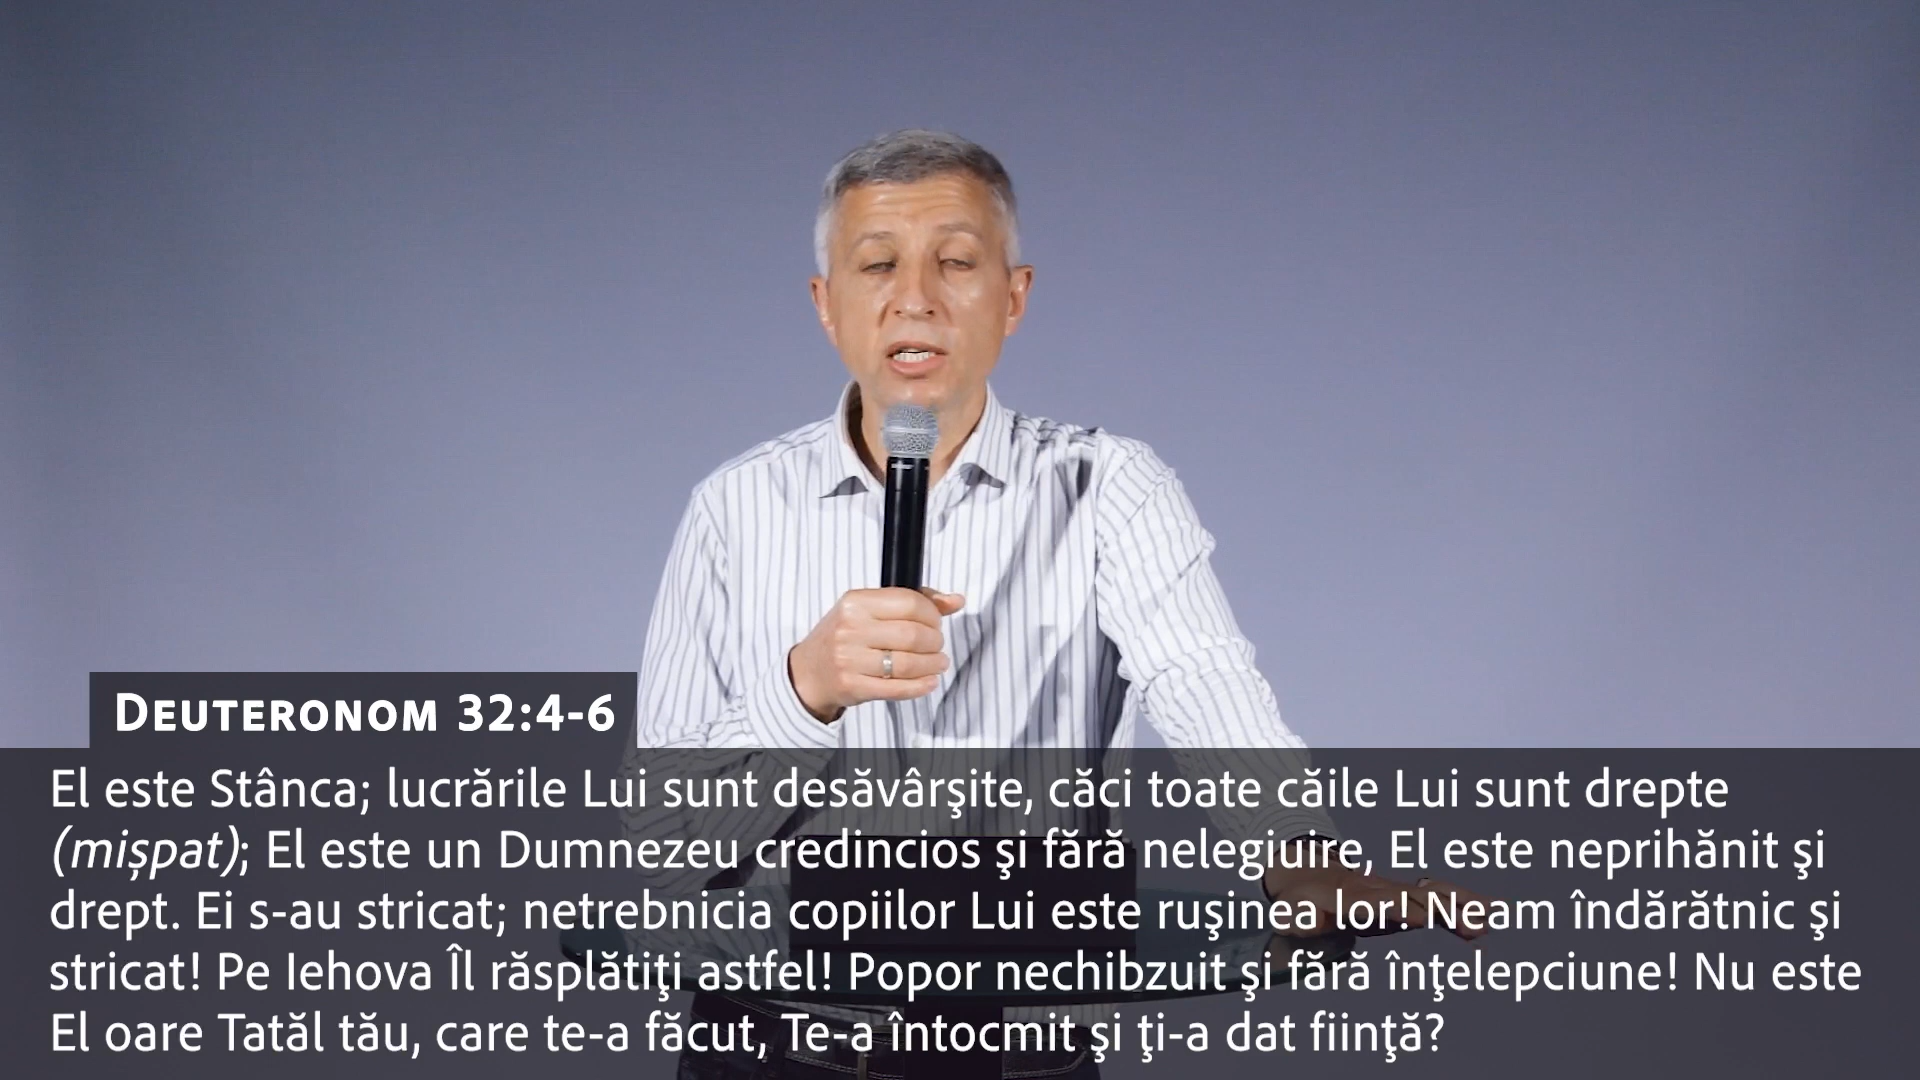 DEUTERONOM 32:4-6
El este Stânca; lucrările Lui sunt desăvârşite, căci toate căile Lui sunt drepte
(mișpat); El este un Dumnezeu credincios şi fără nelegiuire, El este neprihănit şi
drept. Ei s-au stricat; netrebnicia copiilor Lui este ruşinea lor! Neam îndărătnic şi
stricat! Pe Iehova Îl răsplătiţi astfel! Popor nechibzuit şi fără înţelepciune! Nu este
El oare Tatăl tău, care te-a făcut, Te-a întocmit şi ţi-a dat fiinţă?